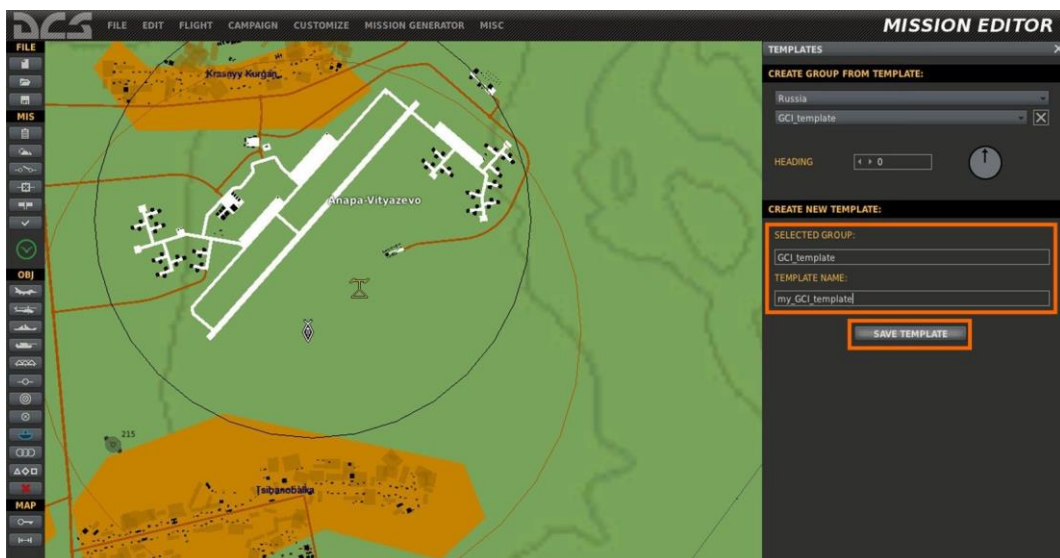 DCS
FILE EDIT FLIGHT CAMPAIGN CUSTOMIZE MISSION GENERATOR MISC
MISSION EDITOR
FILE
MIS
OBJ
MAP
Krasnyy Kurgan
Anapa-Vityazevo
215
Tsibanobalka
TEMPLATES X
CREATE GROUP FROM TEMPLATE:
Russia
GCI_template
HEADING 0
CREATE NEW TEMPLATE:
SELECTED GROUP:
GCI_template
TEMPLATE NAME:
my_GCI_template
SAVE TEMPLATE